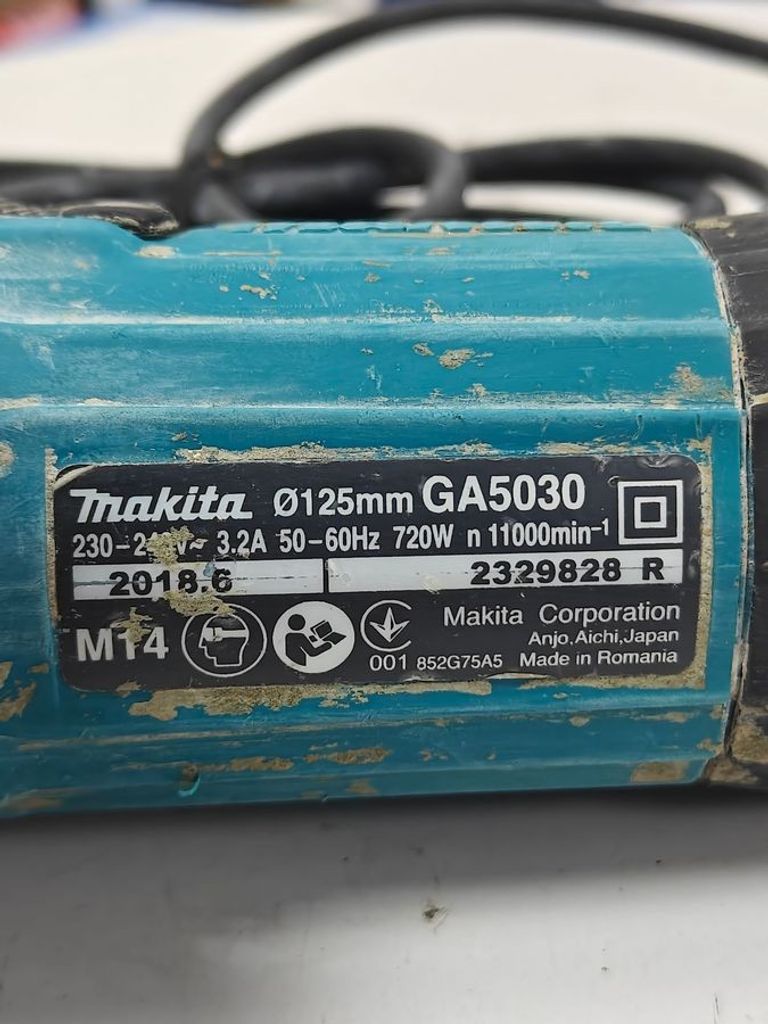 makita Ø125mm GA5030
3.2A 50-60Hz 720W n 11000min-1
2018.6 2329828 R
M14
Makita Corporation
Anjo,Aichi,Japan
001 852G75A5 Made in Romania